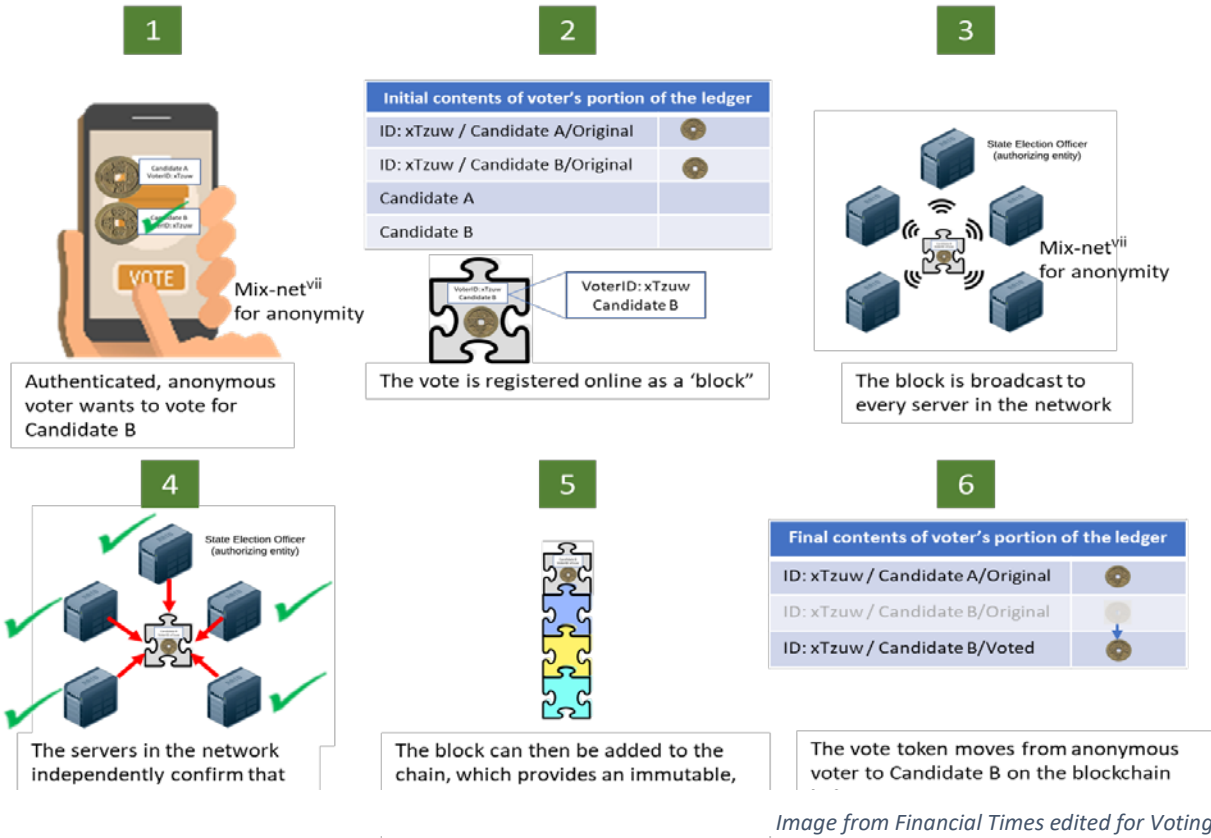 1
Candidate A
VoterID: xTzuw
Candidate B
VoterID: xTzuw
VOTE
Mix-netvii
for anonymity
Authenticated, anonymous
voter wants to vote for
Candidate B
2
Initial contents of voter's portion of the ledger
ID: xTzuw / Candidate A/Original
ID: xTzuw / Candidate B/Original
Candidate A
Candidate B
VoterID: xTzuw
Candidate B
VoterID: xTzuw
Candidate B
The vote is registered online as a 'block"
3
State Election Officer
(authorizing entity)
Mix-netvii
for anonymity
The block is broadcast to
every server in the network
4
State Election Officer
(authorizing entity)
The servers in the network
independently confirm that
5
The block can then be added to the
chain, which provides an immutable,
6
Final contents of voter's portion of the ledger
ID: xTzuw / Candidate A/Original
ID: xTzuw / Candidate B/Original
ID: xTzuw / Candidate B/Voted
The vote token moves from anonymous
voter to Candidate B on the blockchain
Image from Financial Times edited for Voting